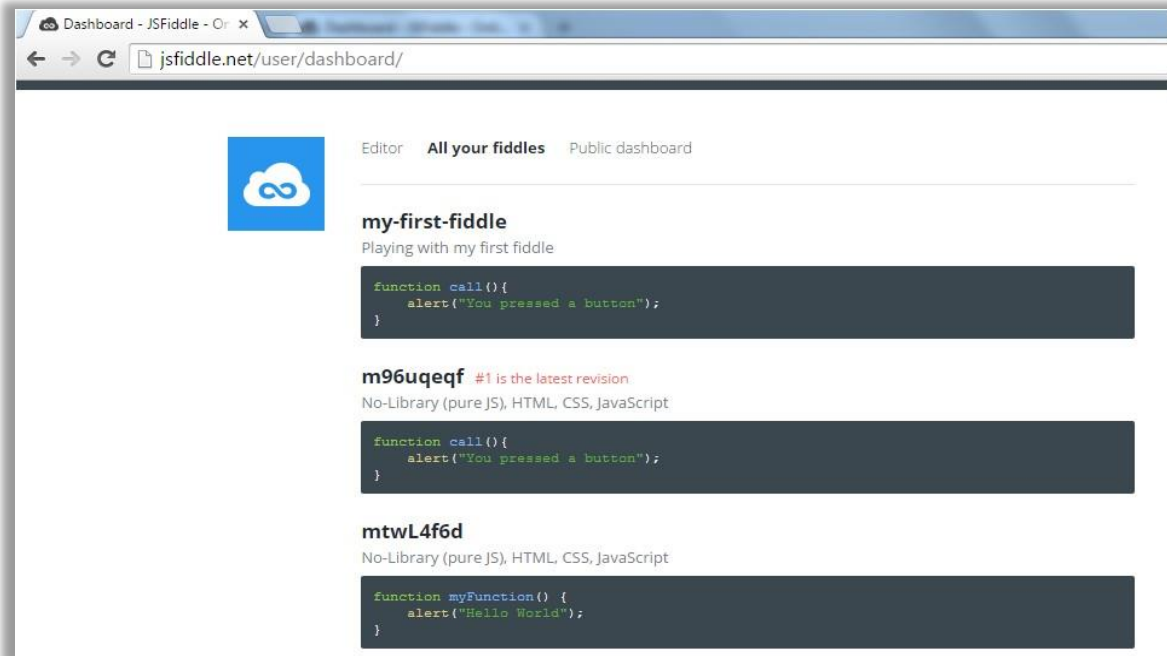 Dashboard - JSFiddle - Or
jsfiddle.net/user/dashboard/
Editor All your fiddles Public dashboard
my-first-fiddle
Playing with my first fiddle
function call(){
alert("You pressed a button");
}
m96uqeqf #1 is the latest revision
No-Library (pure JS), HTML, CSS, JavaScript
function call(){
alert("You pressed a button");
}
mtwL4f6d
No-Library (pure JS), HTML, CSS, JavaScript
function myFunction() {
alert("Hello World");
}